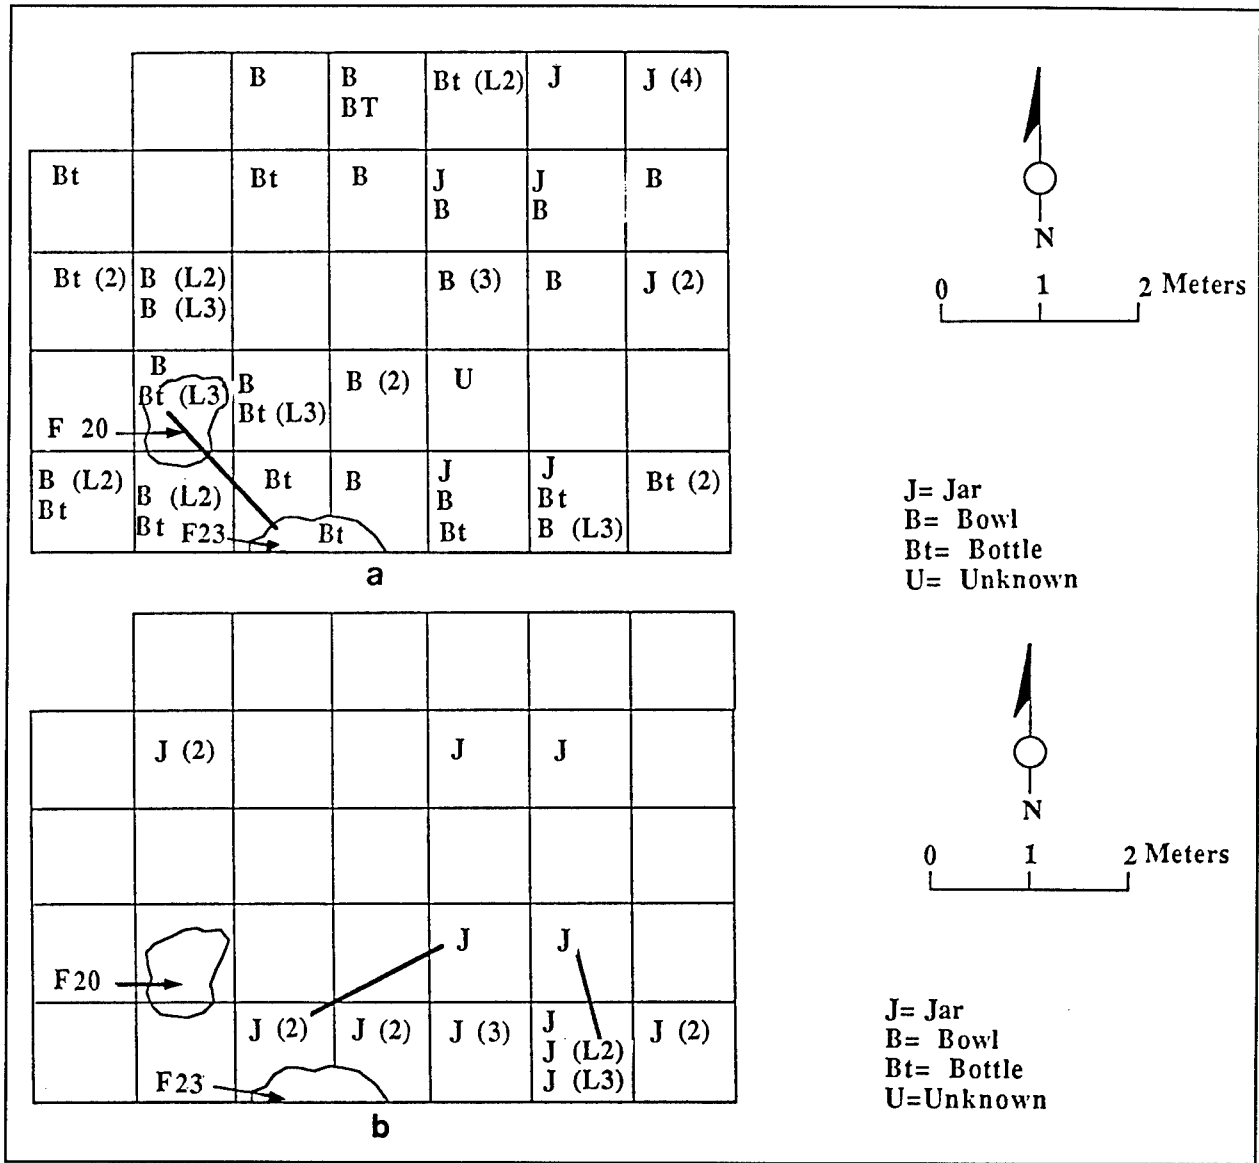 B
B
Bt (L2)
J
J (4)
BT
Bt
Bt
B
J
J
B
B
B
Bt (2)
B (L2)
B (3)
B
J (2)
B (L3)
B
B
B (2)
U
Bt (L3)
Bt (L3)
F 20
B (L2)
B (L2)
Bt
B
J
J
Bt (2)
Bt
Bt
B
Bt
F23
Bt
Bt
B (L3)
a
N
0 1 2 Meters
J= Jar
B= Bowl
Bt= Bottle
U= Unknown
J (2)
J
J
J
J
F20
J (2)
J (2)
J (3)
J
J (2)
J (L2)
J (L3)
F23
b
N
0 1 2 Meters
J= Jar
B= Bowl
Bt= Bottle
U=Unknown